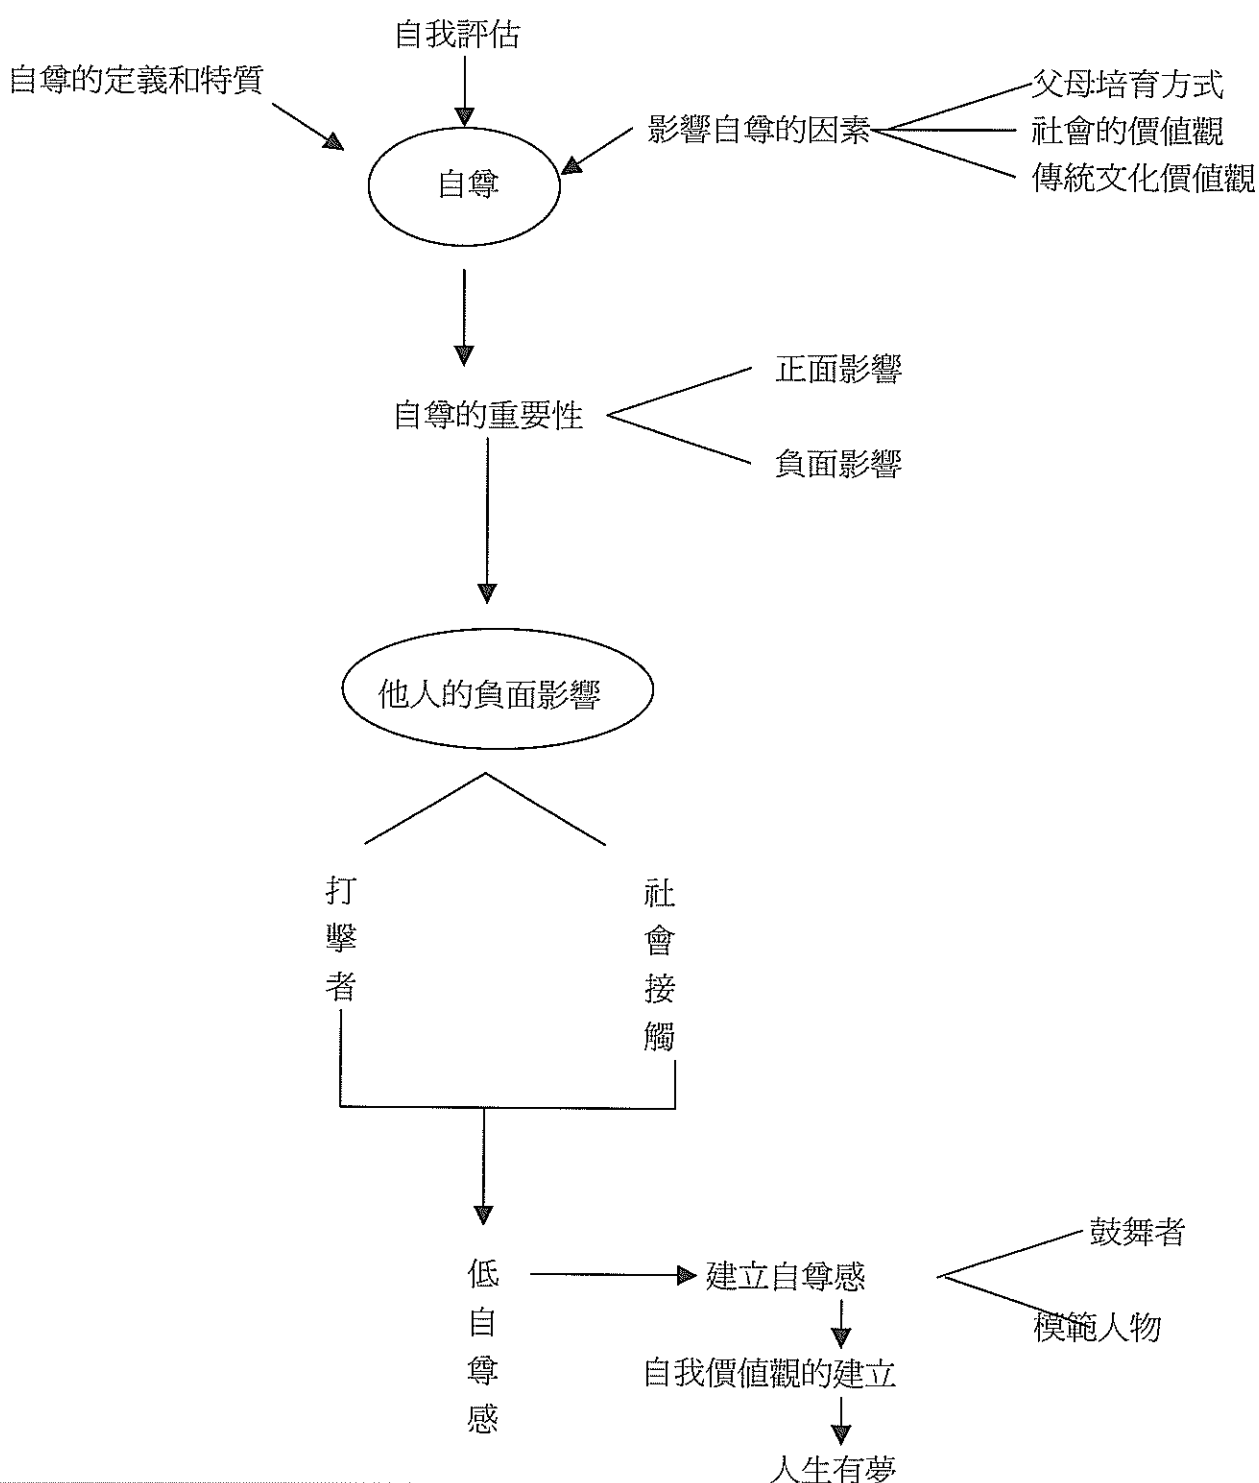 自我評估
自尊的定義和特質
父母培育方式
影響自尊的因素
社會的價值觀
傳統文化價值觀
自尊
正面影響
自尊的重要性
負面影響
他人的負面影響
打擊者
社會接觸
鼓舞者
低自尊感
建立自尊感
模範人物
自我價值觀的建立
人生有夢